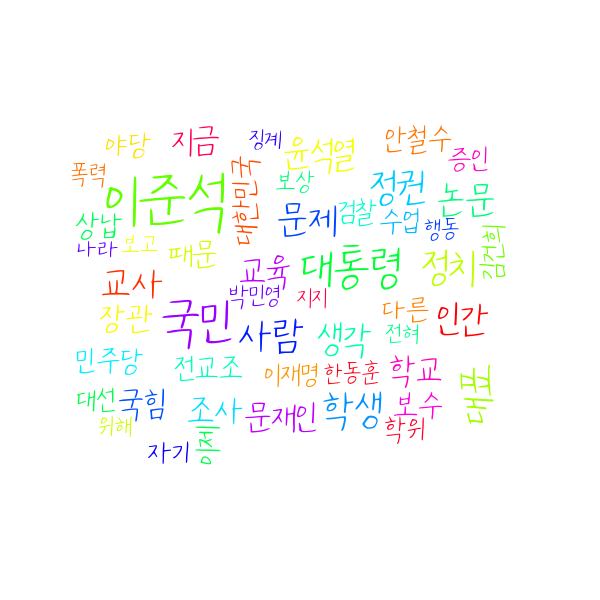 야당
지금
징계
윤석열
안철수
증인
폭력
이준석
대한민국
보상
정권
논문
상납
문제
검찰
수업
행동
김건희
나라
보고
때문
교육
대통령
정치
교사
박민영
지지
장관
국민
사람
생각
다른
전혀
인간
민주당
전교조
이재명
한동훈
학교
대표
대선
국힘
조사
문재인
학생
보수
위해
이제
학위
자기